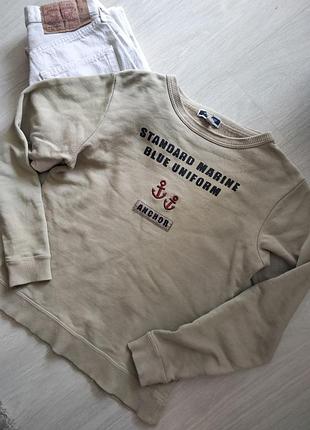 STANDARD MARINE
BLUE UNIFORM
ANCHOR